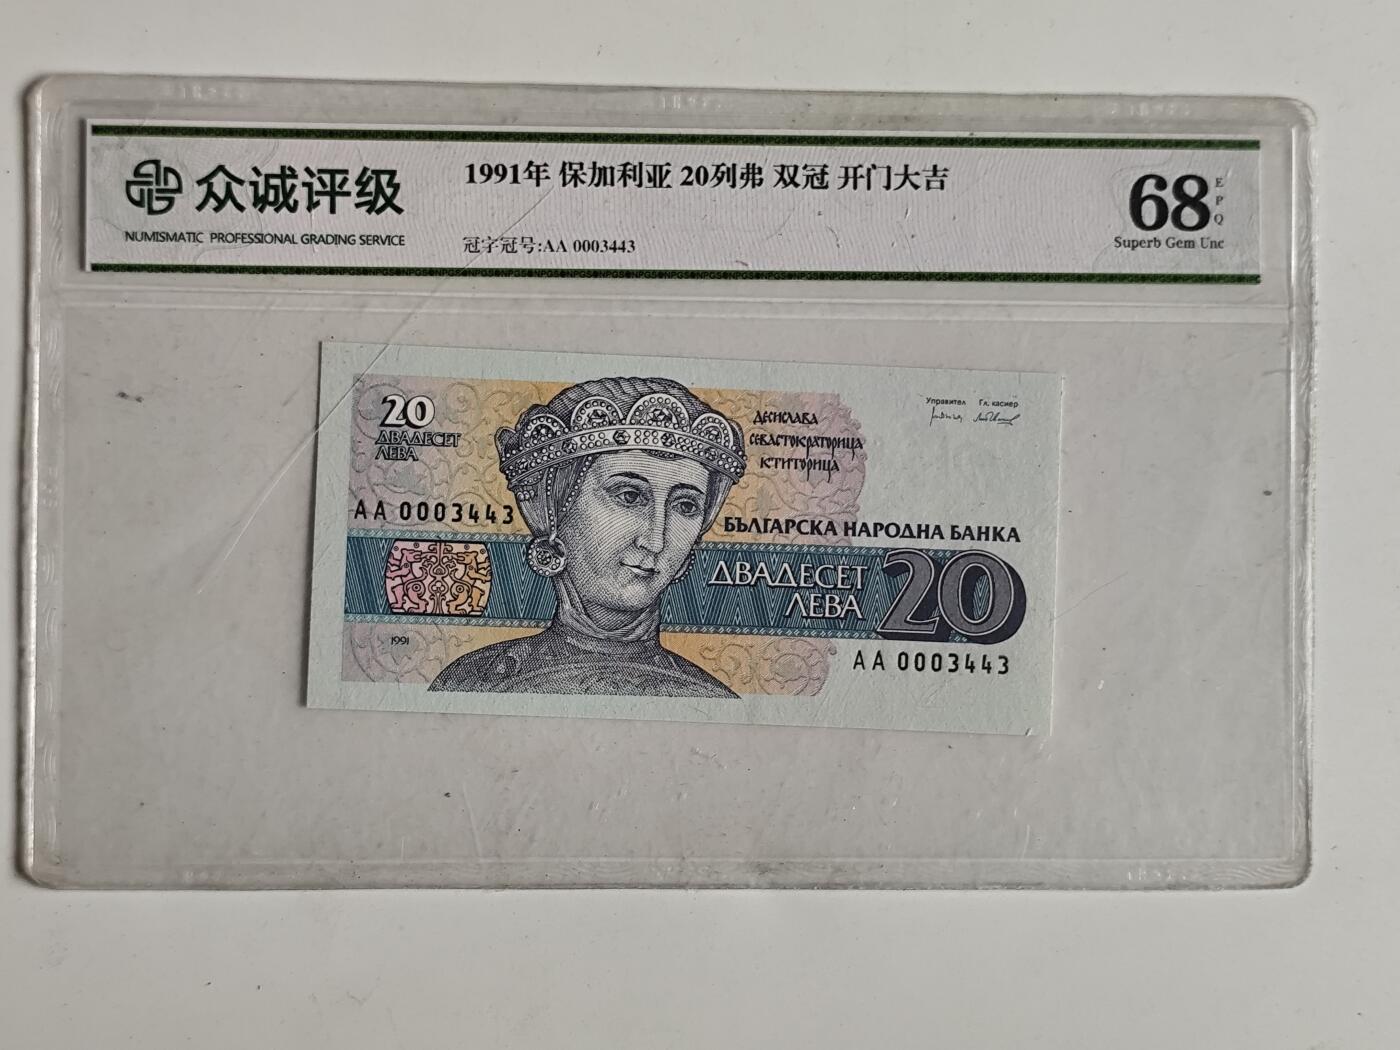 众诚评级
NUMISMATIC PROFESSIONAL GRADING SERVICE
1991年 保加利亚 20列弗 双冠 开门大吉
冠字冠号:AA 0003443
68
EPQ
Superb Gem Unc
20
ДВАДЕСЕТ
ЛЕВА
ДЕСИСЛАВА
СЕВАСТОКРАТОРИЦА
КТИТОРИЦА
Управител Гл. касиер
АА 0003443
БЪЛГАРСКА НАРОДНА БАНКА
ДВАДЕСЕТ
ЛЕВА
20
1991
АА 0003443